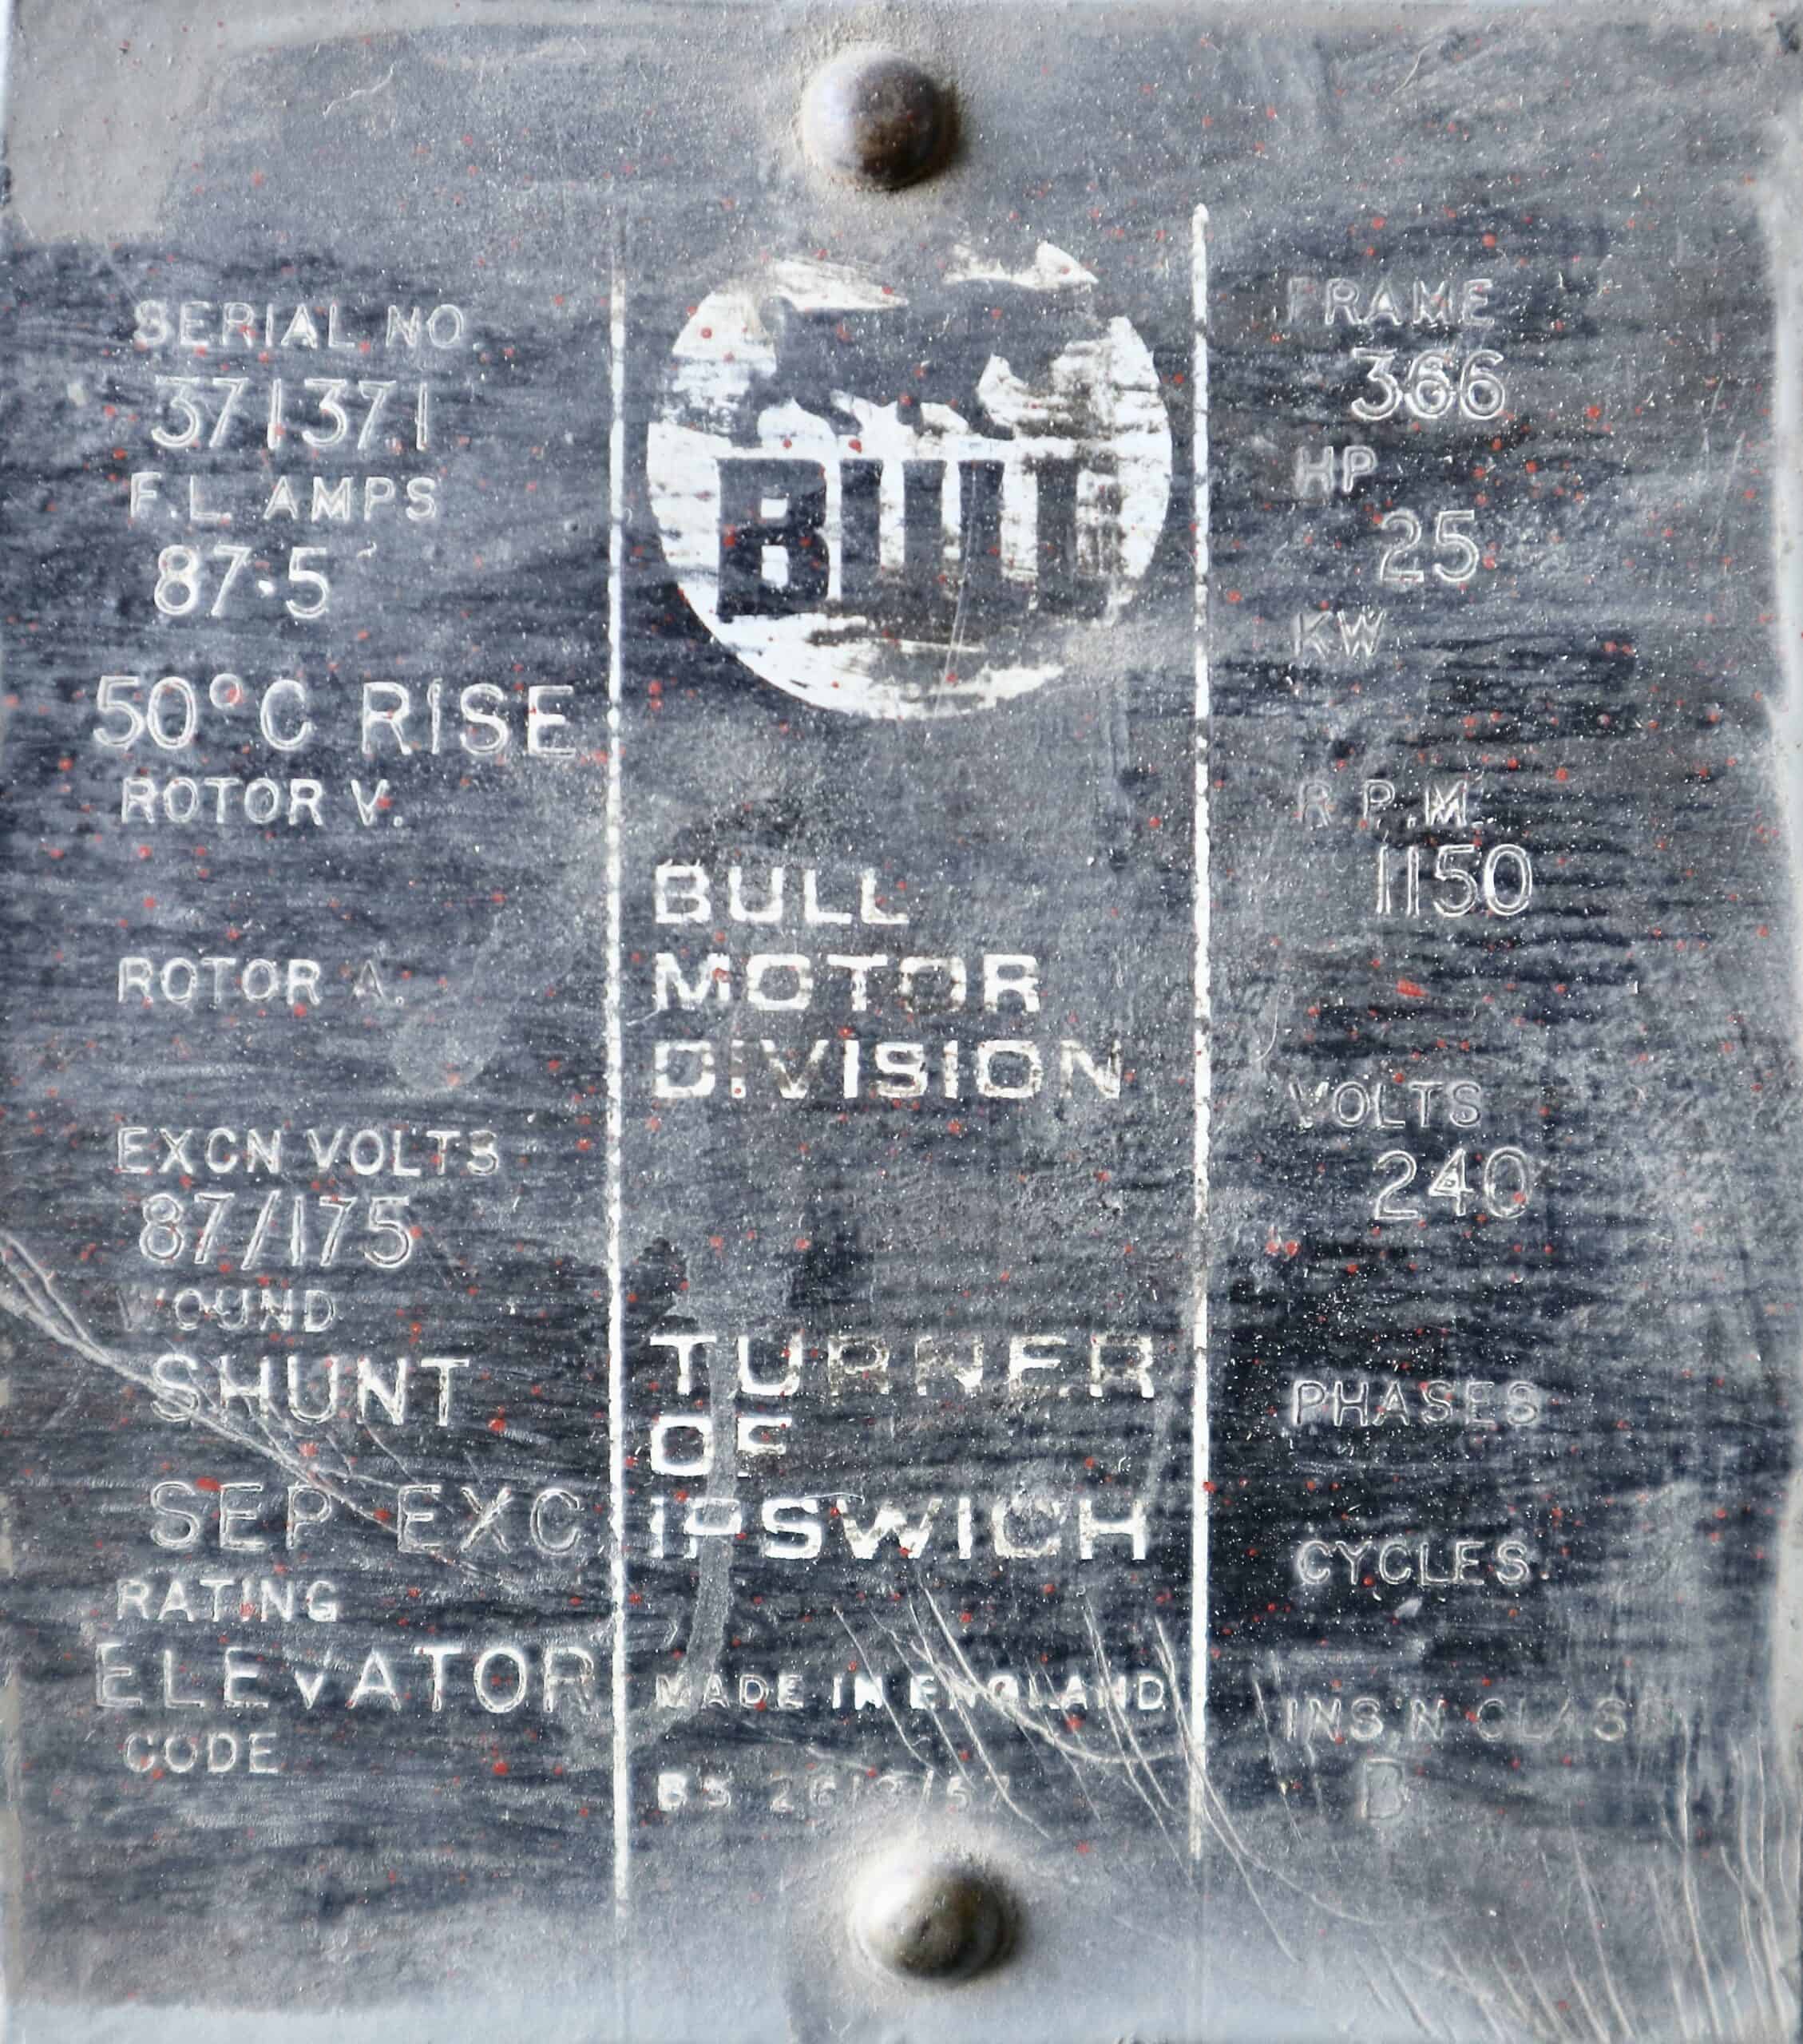 SERIAL NO.
371371
F.L. AMPS
87·5
50°C RISE
ROTOR V.
ROTOR A.
EXCN VOLTS
87/175
WOUND
SHUNT
SEP EXC
RATING
ELEVATOR
CODE
BULL
BULL
MOTOR
DIVISION
TURNER
OF
IPSWICH
MADE IN ENGLAND
BS
FRAME
366
HP
25
KW
R.P.M.
1150
VOLTS
240
PHASES
CYCLES.
INS'N CLASS
B